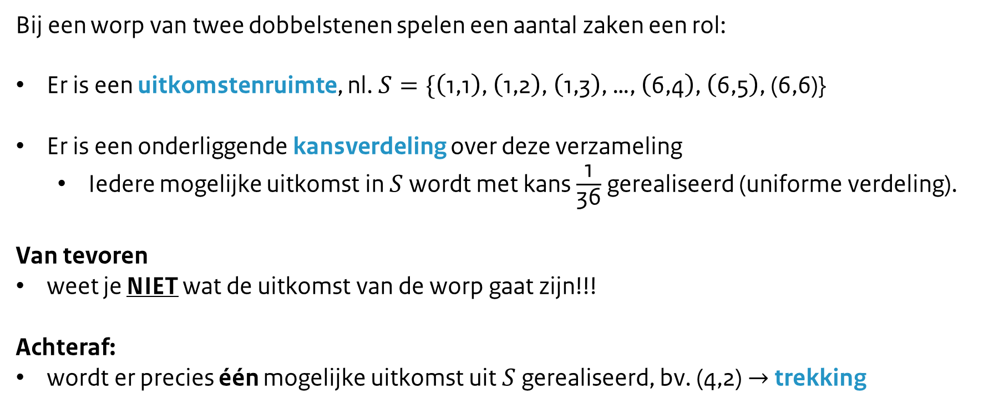 Bij een worp van twee dobbelstenen spelen een aantal zaken een rol:
• Er is een uitkomstenruimte, nl. S = {(1,1), (1,2), (1,3), …, (6,4), (6,5), (6,6)}
• Er is een onderliggende kansverdeling over deze verzameling
• Iedere mogelijke uitkomst in S wordt met kans 1/36 gerealiseerd (uniforme verdeling).
Van tevoren
• weet je NIET wat de uitkomst van de worp gaat zijn!!!
Achteraf:
• wordt er precies één mogelijke uitkomst uit S gerealiseerd, bv. (4,2) → trekking